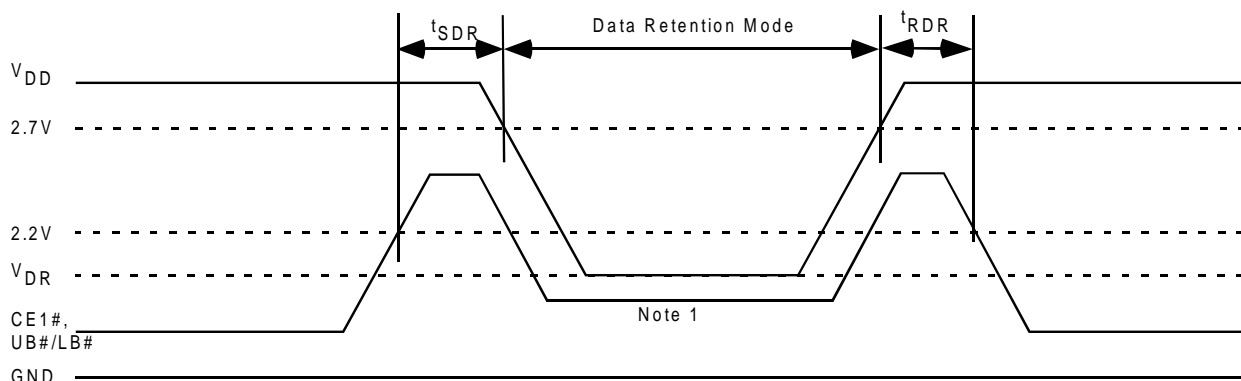 tSDR
Data Retention Mode
tRDR
VDD
2.7V
2.2V
VDR
CE1#,
UB#/LB#
Note 1
GND